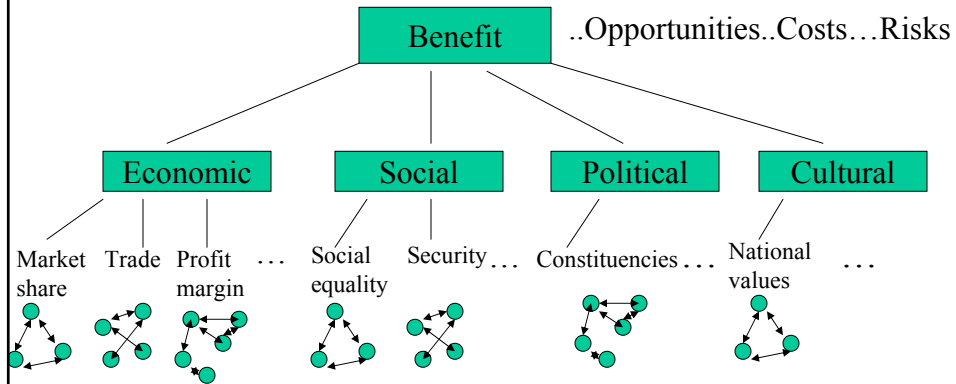 Benefit
..Opportunities..Costs…Risks
Economic
Social
Political
Cultural
Market
share
Trade
Profit
margin
…
Social
equality
Security
…
Constituencies
…
National
values
…